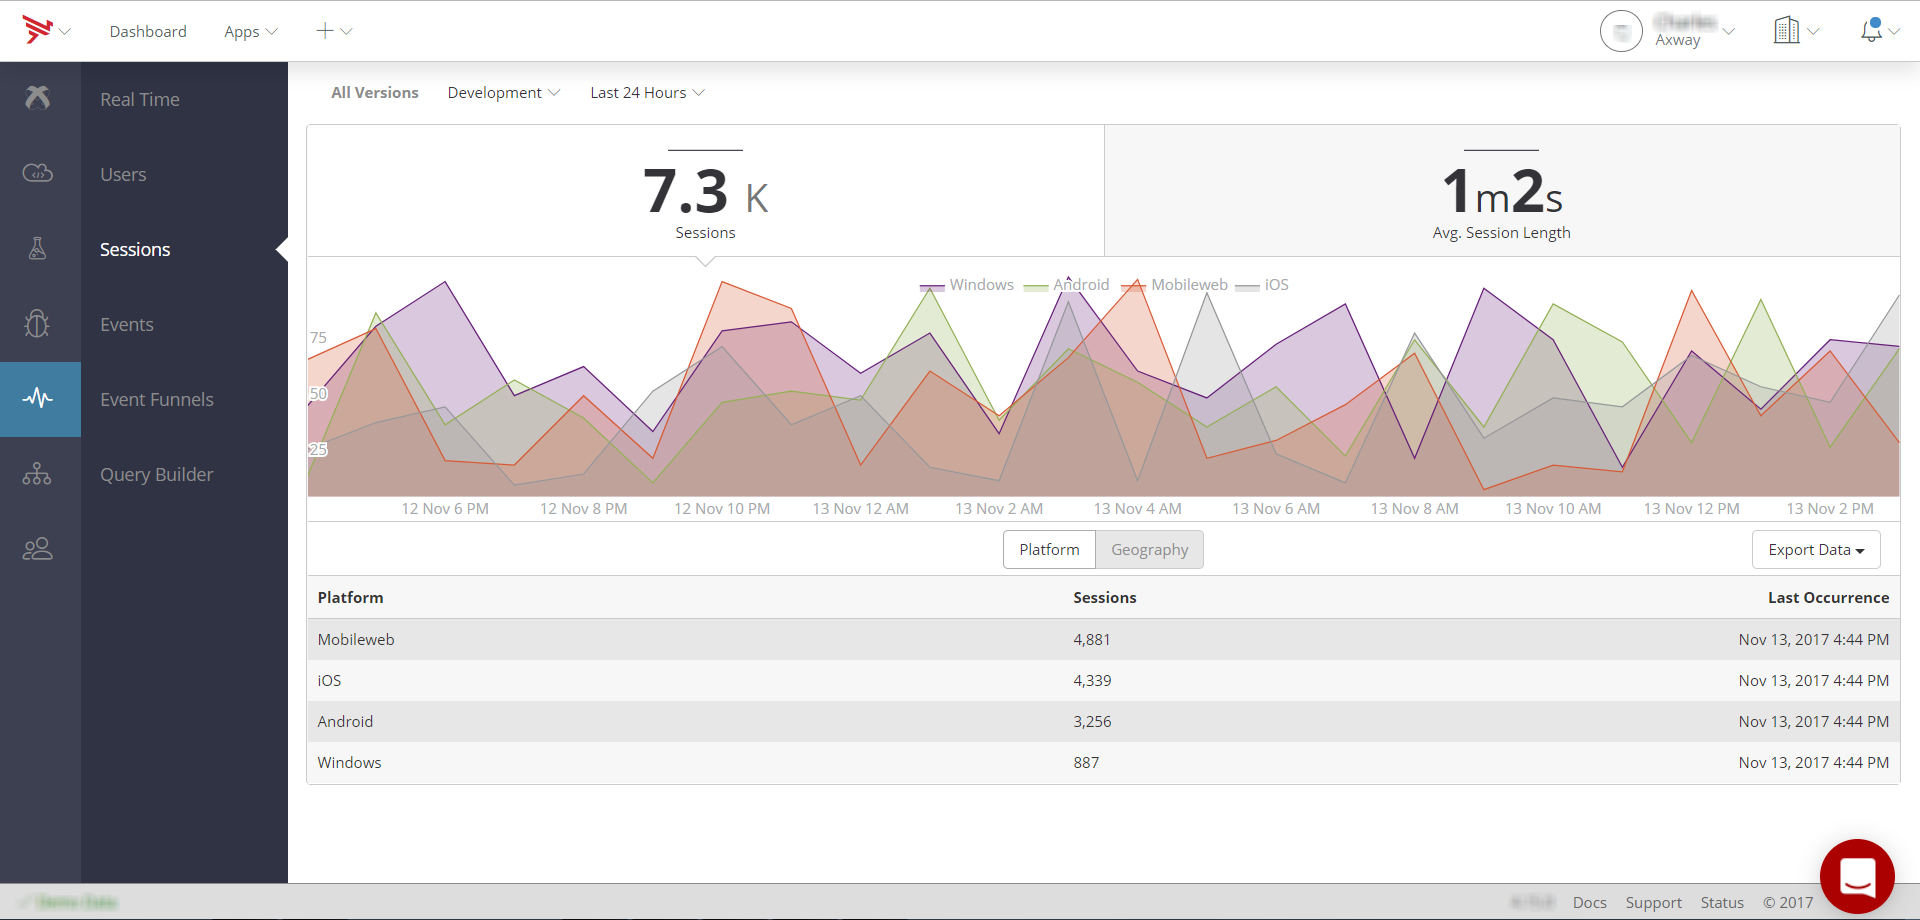 Dashboard Apps
Axway
All Versions Development Last 24 Hours
Real Time
Users
Sessions
Events
Event Funnels
Query Builder
7.3 K
Sessions
1m2s
Avg. Session Length
Windows Android Mobileweb iOS
75
50
25
12 Nov 6 PM 12 Nov 8 PM 12 Nov 10 PM 13 Nov 12 AM 13 Nov 2 AM 13 Nov 4 AM 13 Nov 6 AM 13 Nov 8 AM 13 Nov 10 AM 13 Nov 12 PM 13 Nov 2 PM
Platform Geography Export Data
Platform Sessions Last Occurrence
Mobileweb 4,881 Nov 13, 2017 4:44 PM
iOS 4,339 Nov 13, 2017 4:44 PM
Android 3,256 Nov 13, 2017 4:44 PM
Windows 887 Nov 13, 2017 4:44 PM
Docs Support Status © 2017